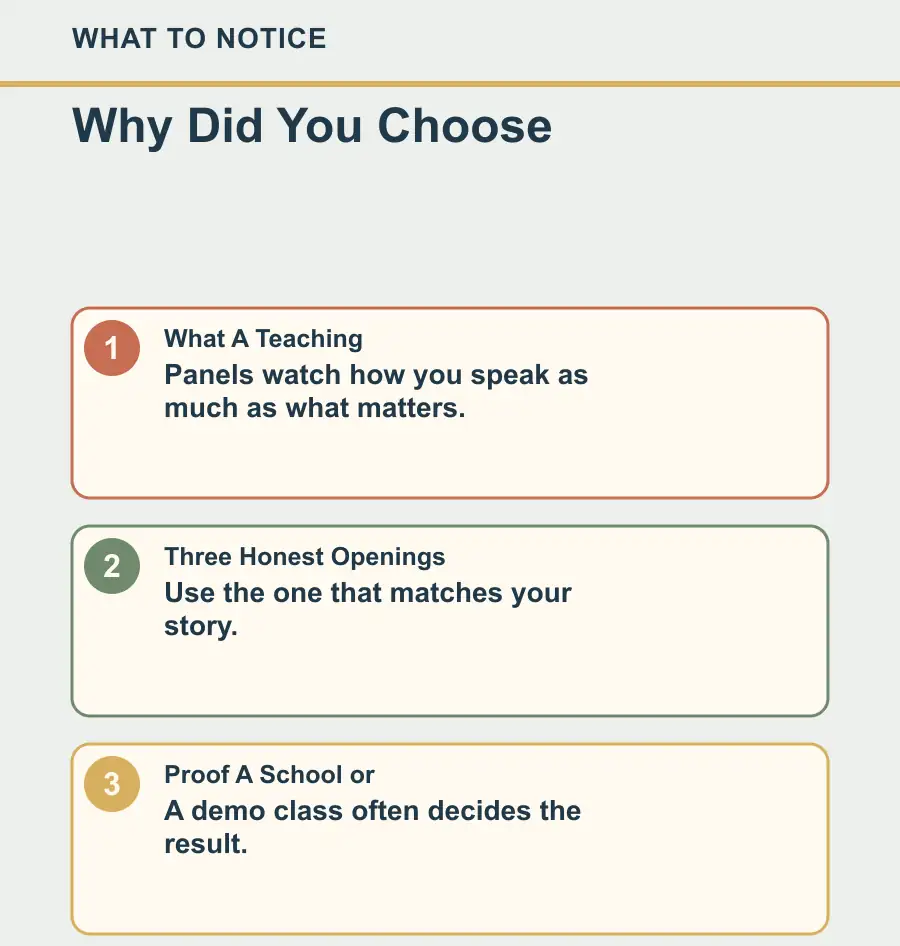 WHAT TO NOTICE
Why Did You Choose
1
What A Teaching
Panels watch how you speak as
much as what matters.
2
Three Honest Openings
Use the one that matches your
story.
3
Proof A School or
A demo class often decides the
result.